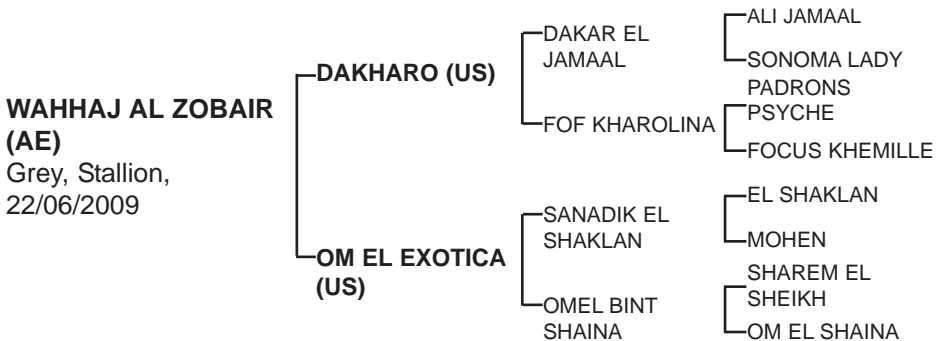 WAHHAJ AL ZOBAIR
(AE)
Grey, Stallion,
22/06/2009
DAKHARO (US)
OM EL EXOTICA
(US)
DAKAR EL
JAMAAL
FOF KHAROLINA
SANADIK EL
SHAKLAN
OMEL BINT
SHAINA
ALI JAMAAL
SONOMA LADY
PADRONS
PSYCHE
FOCUS KHEMILLE
EL SHAKLAN
MOHEN
SHAREM EL
SHEIKH
OM EL SHAINA